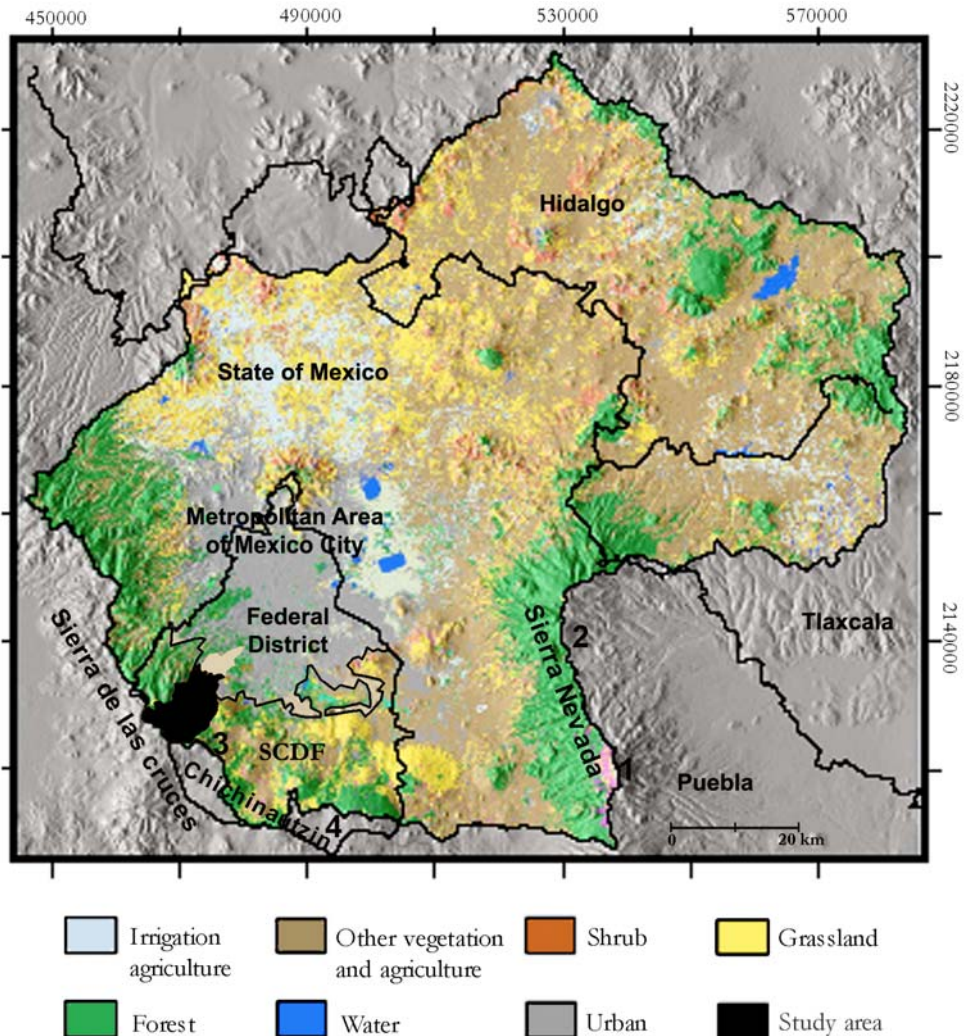 450000
490000
530000
570000
2220000
Hidalgo
State of Mexico
2180000
Metropolitan Area
of Mexico City
Federal
District
Tlaxcala
2140000
Sierra de las cruces
Sierra Nevada
2
3
SCDF
1
Puebla
Chichinautzin
4
0
20 km
Irrigation
agriculture
Other vegetation
and agriculture
Shrub
Grassland
Forest
Water
Urban
Study area